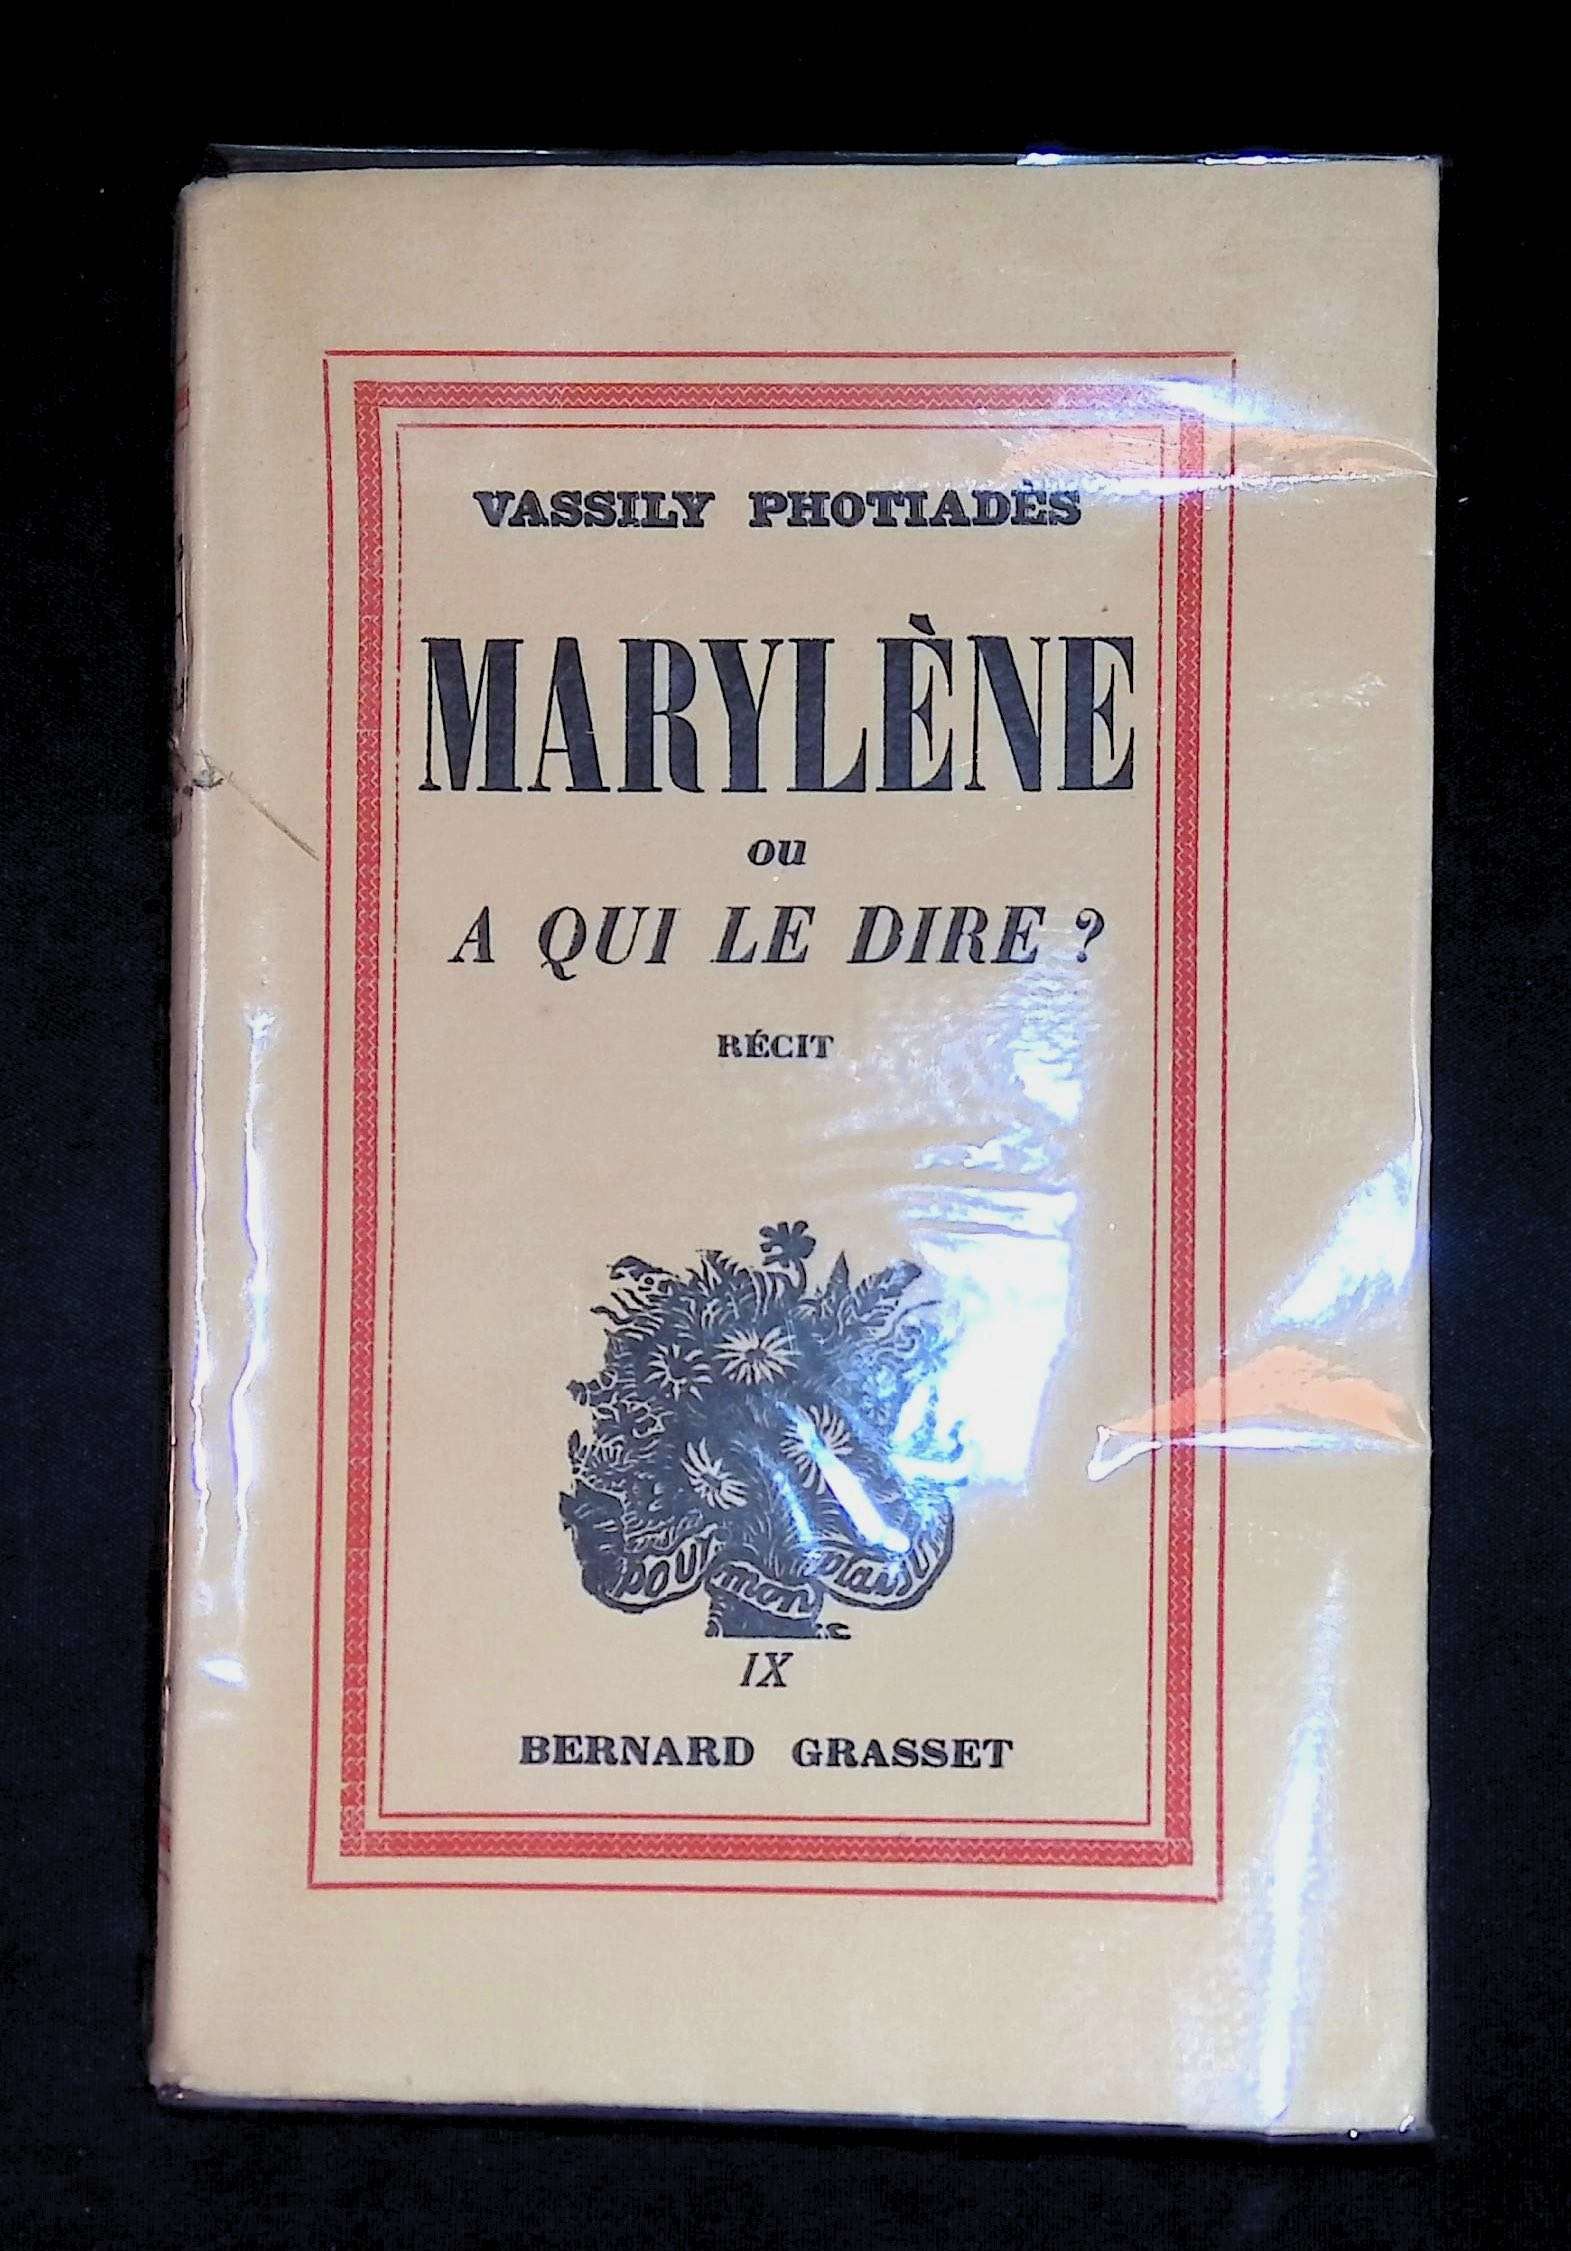 VASSILY PHOTIADÈS
MARYLÈNE
ou
A QUI LE DIRE ?
RÉCIT
pour mon plaisir
IX
BERNARD GRASSET